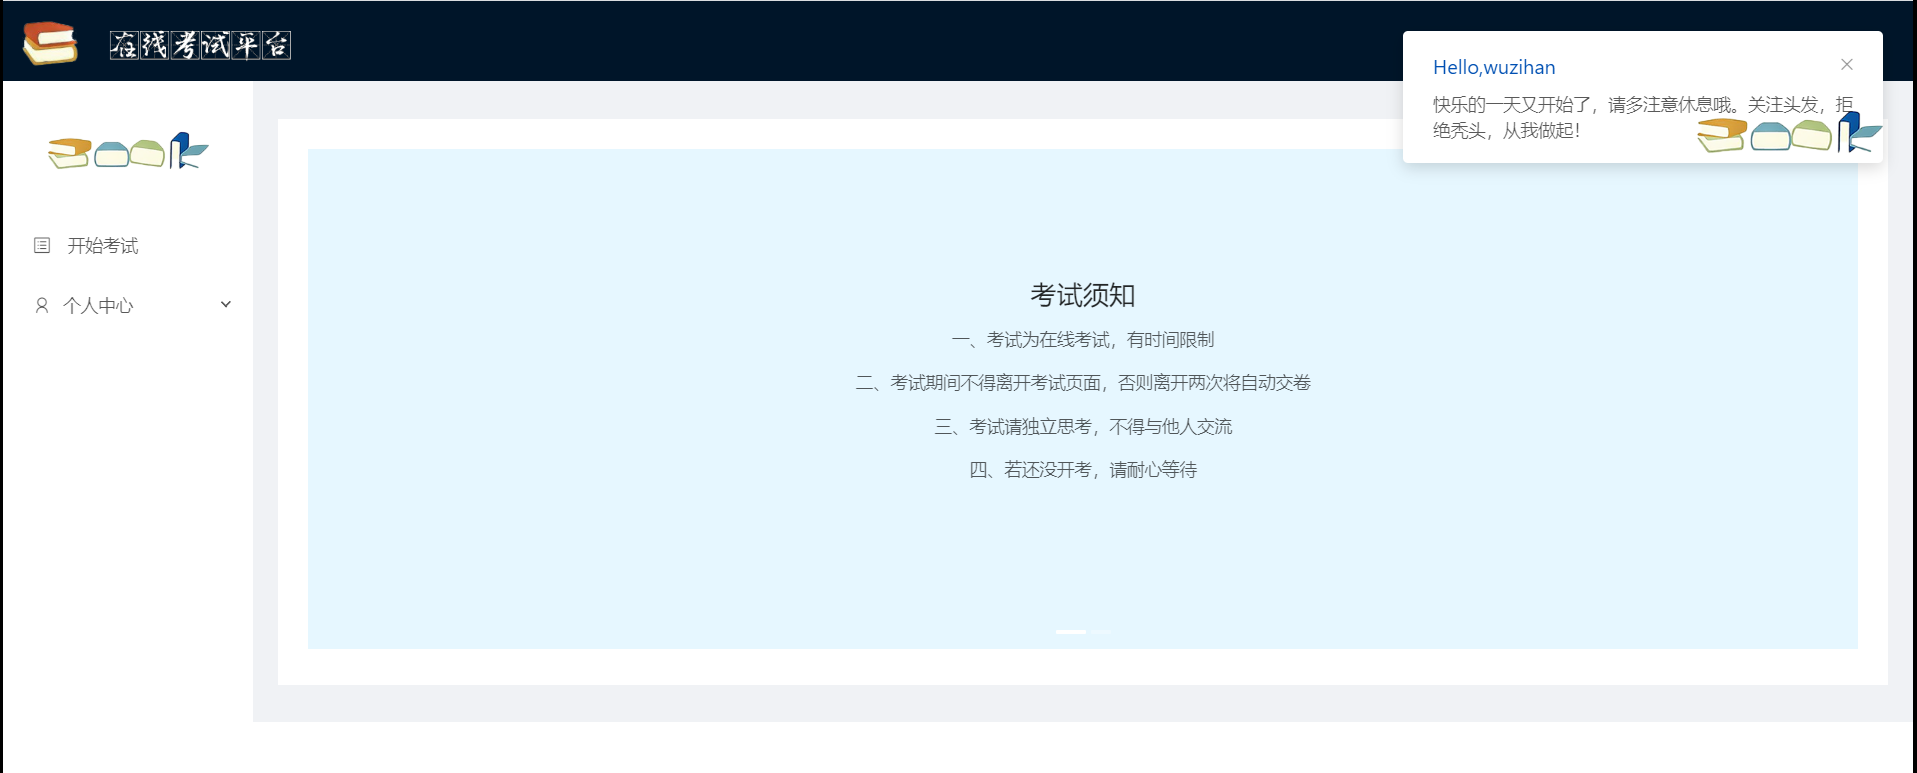 在线考试平台
Hello,wuzihan
快乐的一天又开始了，请多注意休息哦。关注头发，拒
绝秃头，从我做起！
Book
开始考试
个人中心
考试须知
一、考试为在线考试，有时间限制
二、考试期间不得离开考试页面，否则离开两次将自动交卷
三、考试请独立思考，不得与他人交流
四、若还没开考，请耐心等待
Book